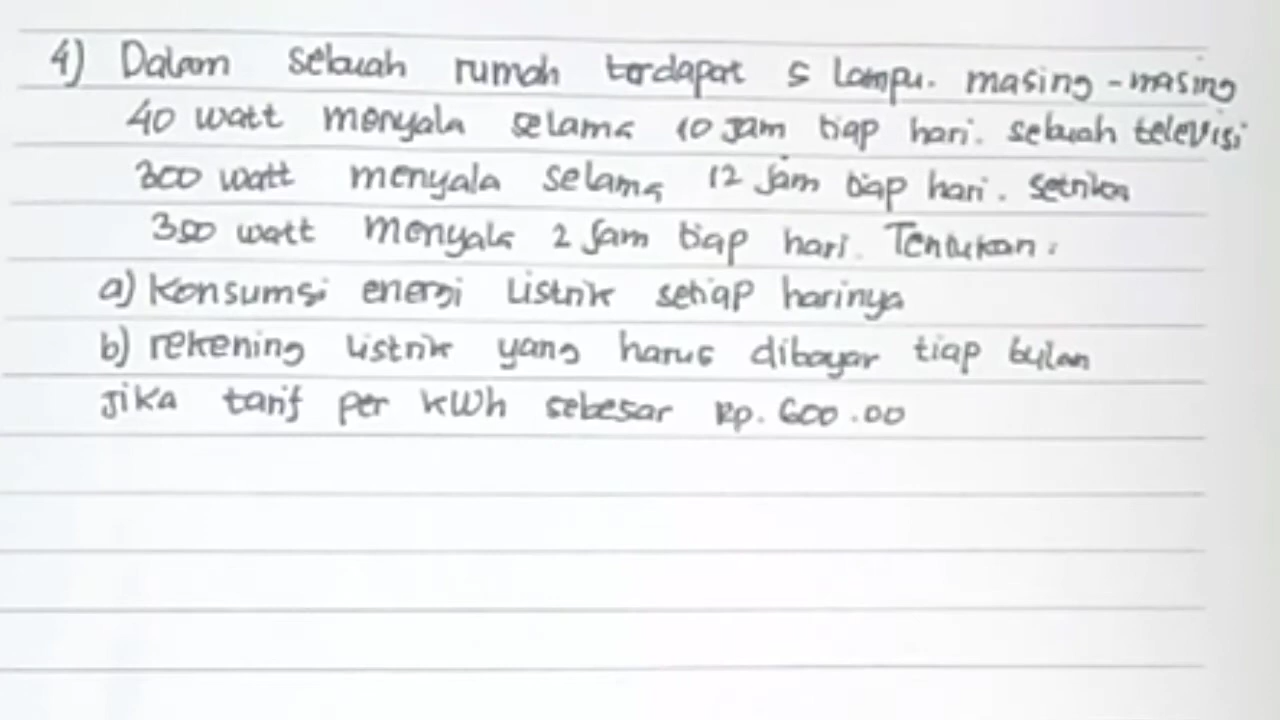 4) Dalam sebuah rumah terdapat 5 lampu. masing-masing
40 watt menyala selama 10 jam tiap hari. sebuah televisi
300 watt menyala selama 12 jam tiap hari. Setrika
350 watt menyala 2 jam tiap hari. Tentukan:
a) Konsumsi energi Listrik setiap harinya
b) rekening Listrik yang harus dibayar tiap bulan
Jika tarif per kWh sebesar Rp. 600.00